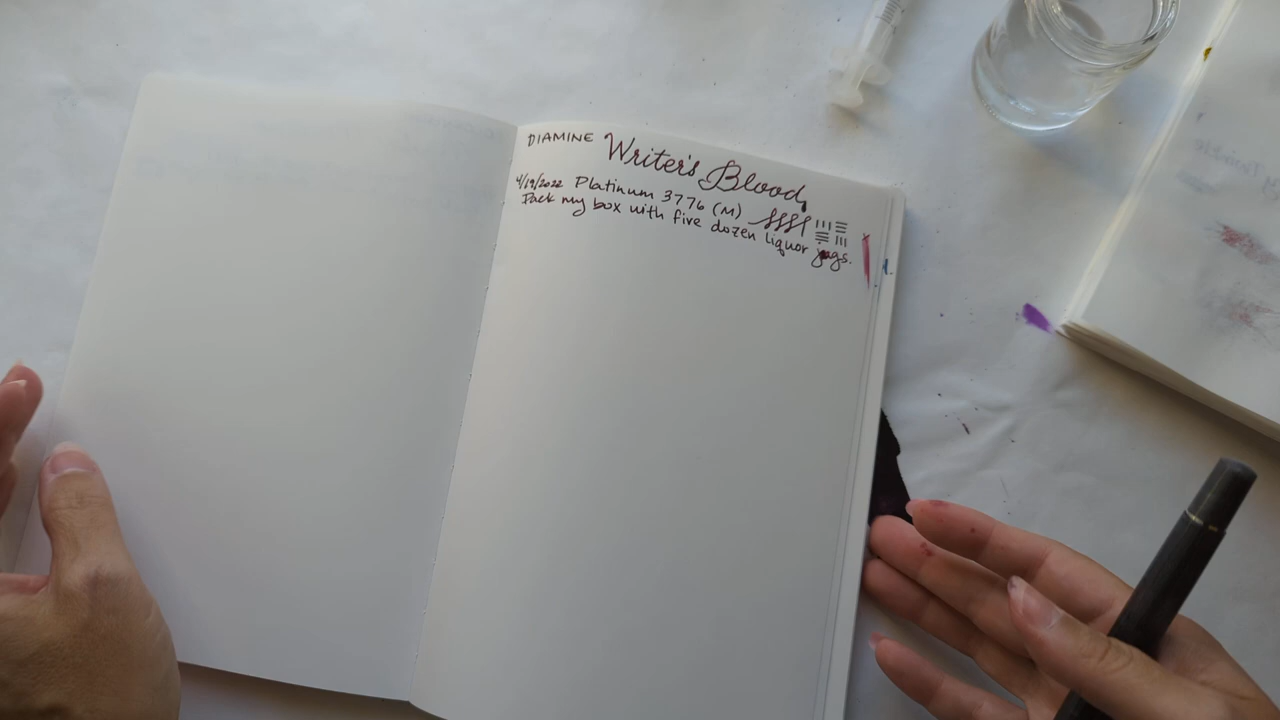 DIAMINE Writer's Blood
4/19/2022 Platinum 3776 (M)
Pack my box with five dozen liquor jugs.